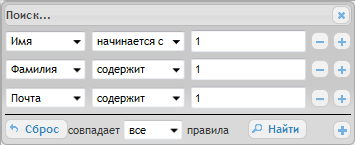 Поиск...
Имя начинается с 1
Фамилия содержит 1
Почта содержит 1
Сброс совпадает все правила Найти